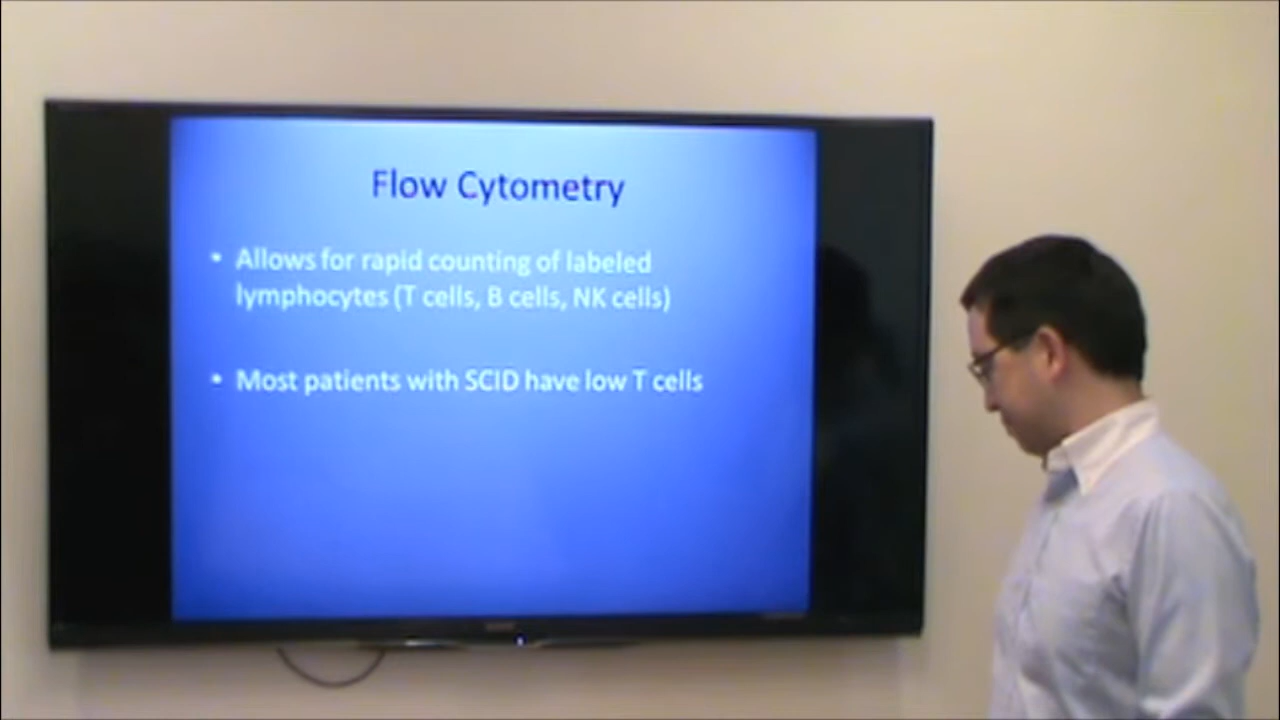 Flow Cytometry
• Allows for rapid counting of labeled
lymphocytes (T cells, B cells, NK cells)
• Most patients with SCID have low T cells